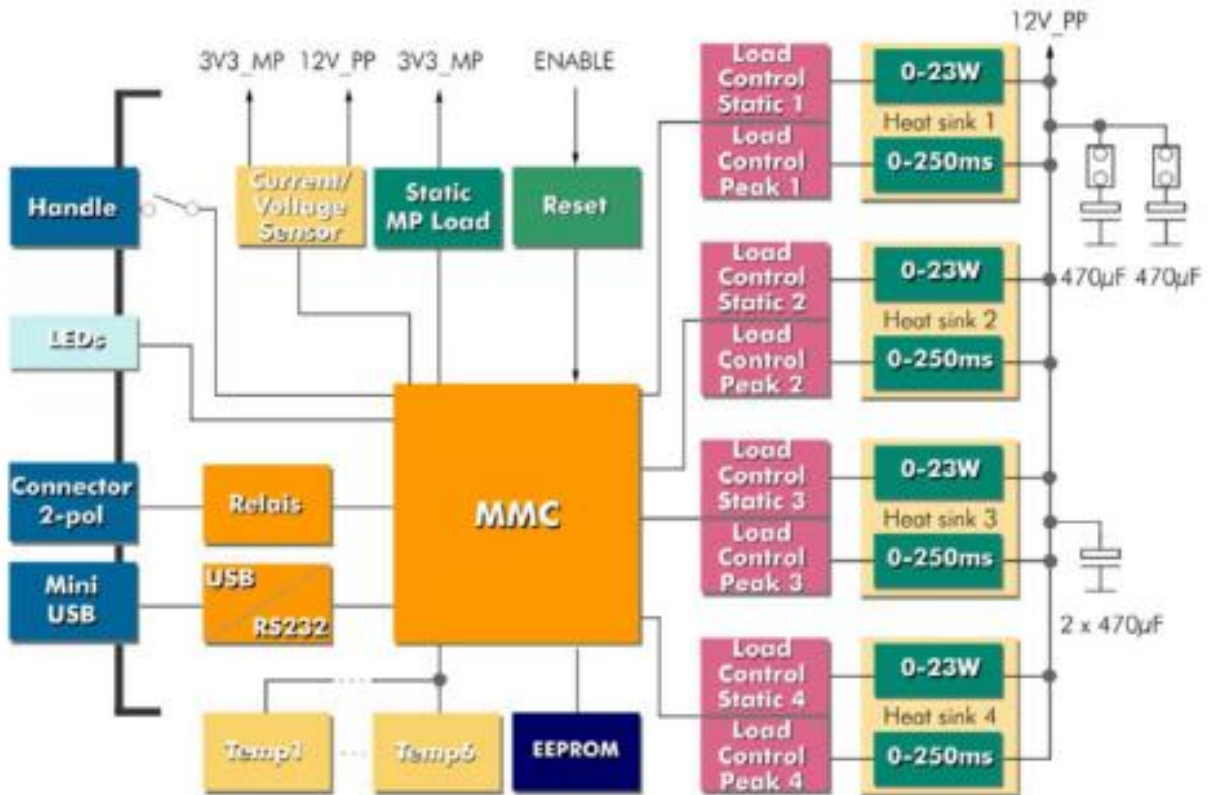 12V_PP
3V3_MP 12V_PP 3V3_MP ENABLE
Handle
Current/
Voltage
Sensor
Static
MP Load
Reset
LEDs
Connector
2-pol
Relais
MMC
Mini
USB
USB
RS232
Temp1
...
Temp6
EEPROM
Load
Control
Static 1
Load
Control
Peak 1
0-23W
Heat sink 1
0-250ms
470µF 470µF
Load
Control
Static 2
Load
Control
Peak 2
0-23W
Heat sink 2
0-250ms
Load
Control
Static 3
Load
Control
Peak 3
0-23W
Heat sink 3
0-250ms
2 x 470µF
Load
Control
Static 4
Load
Control
Peak 4
0-23W
Heat sink 4
0-250ms